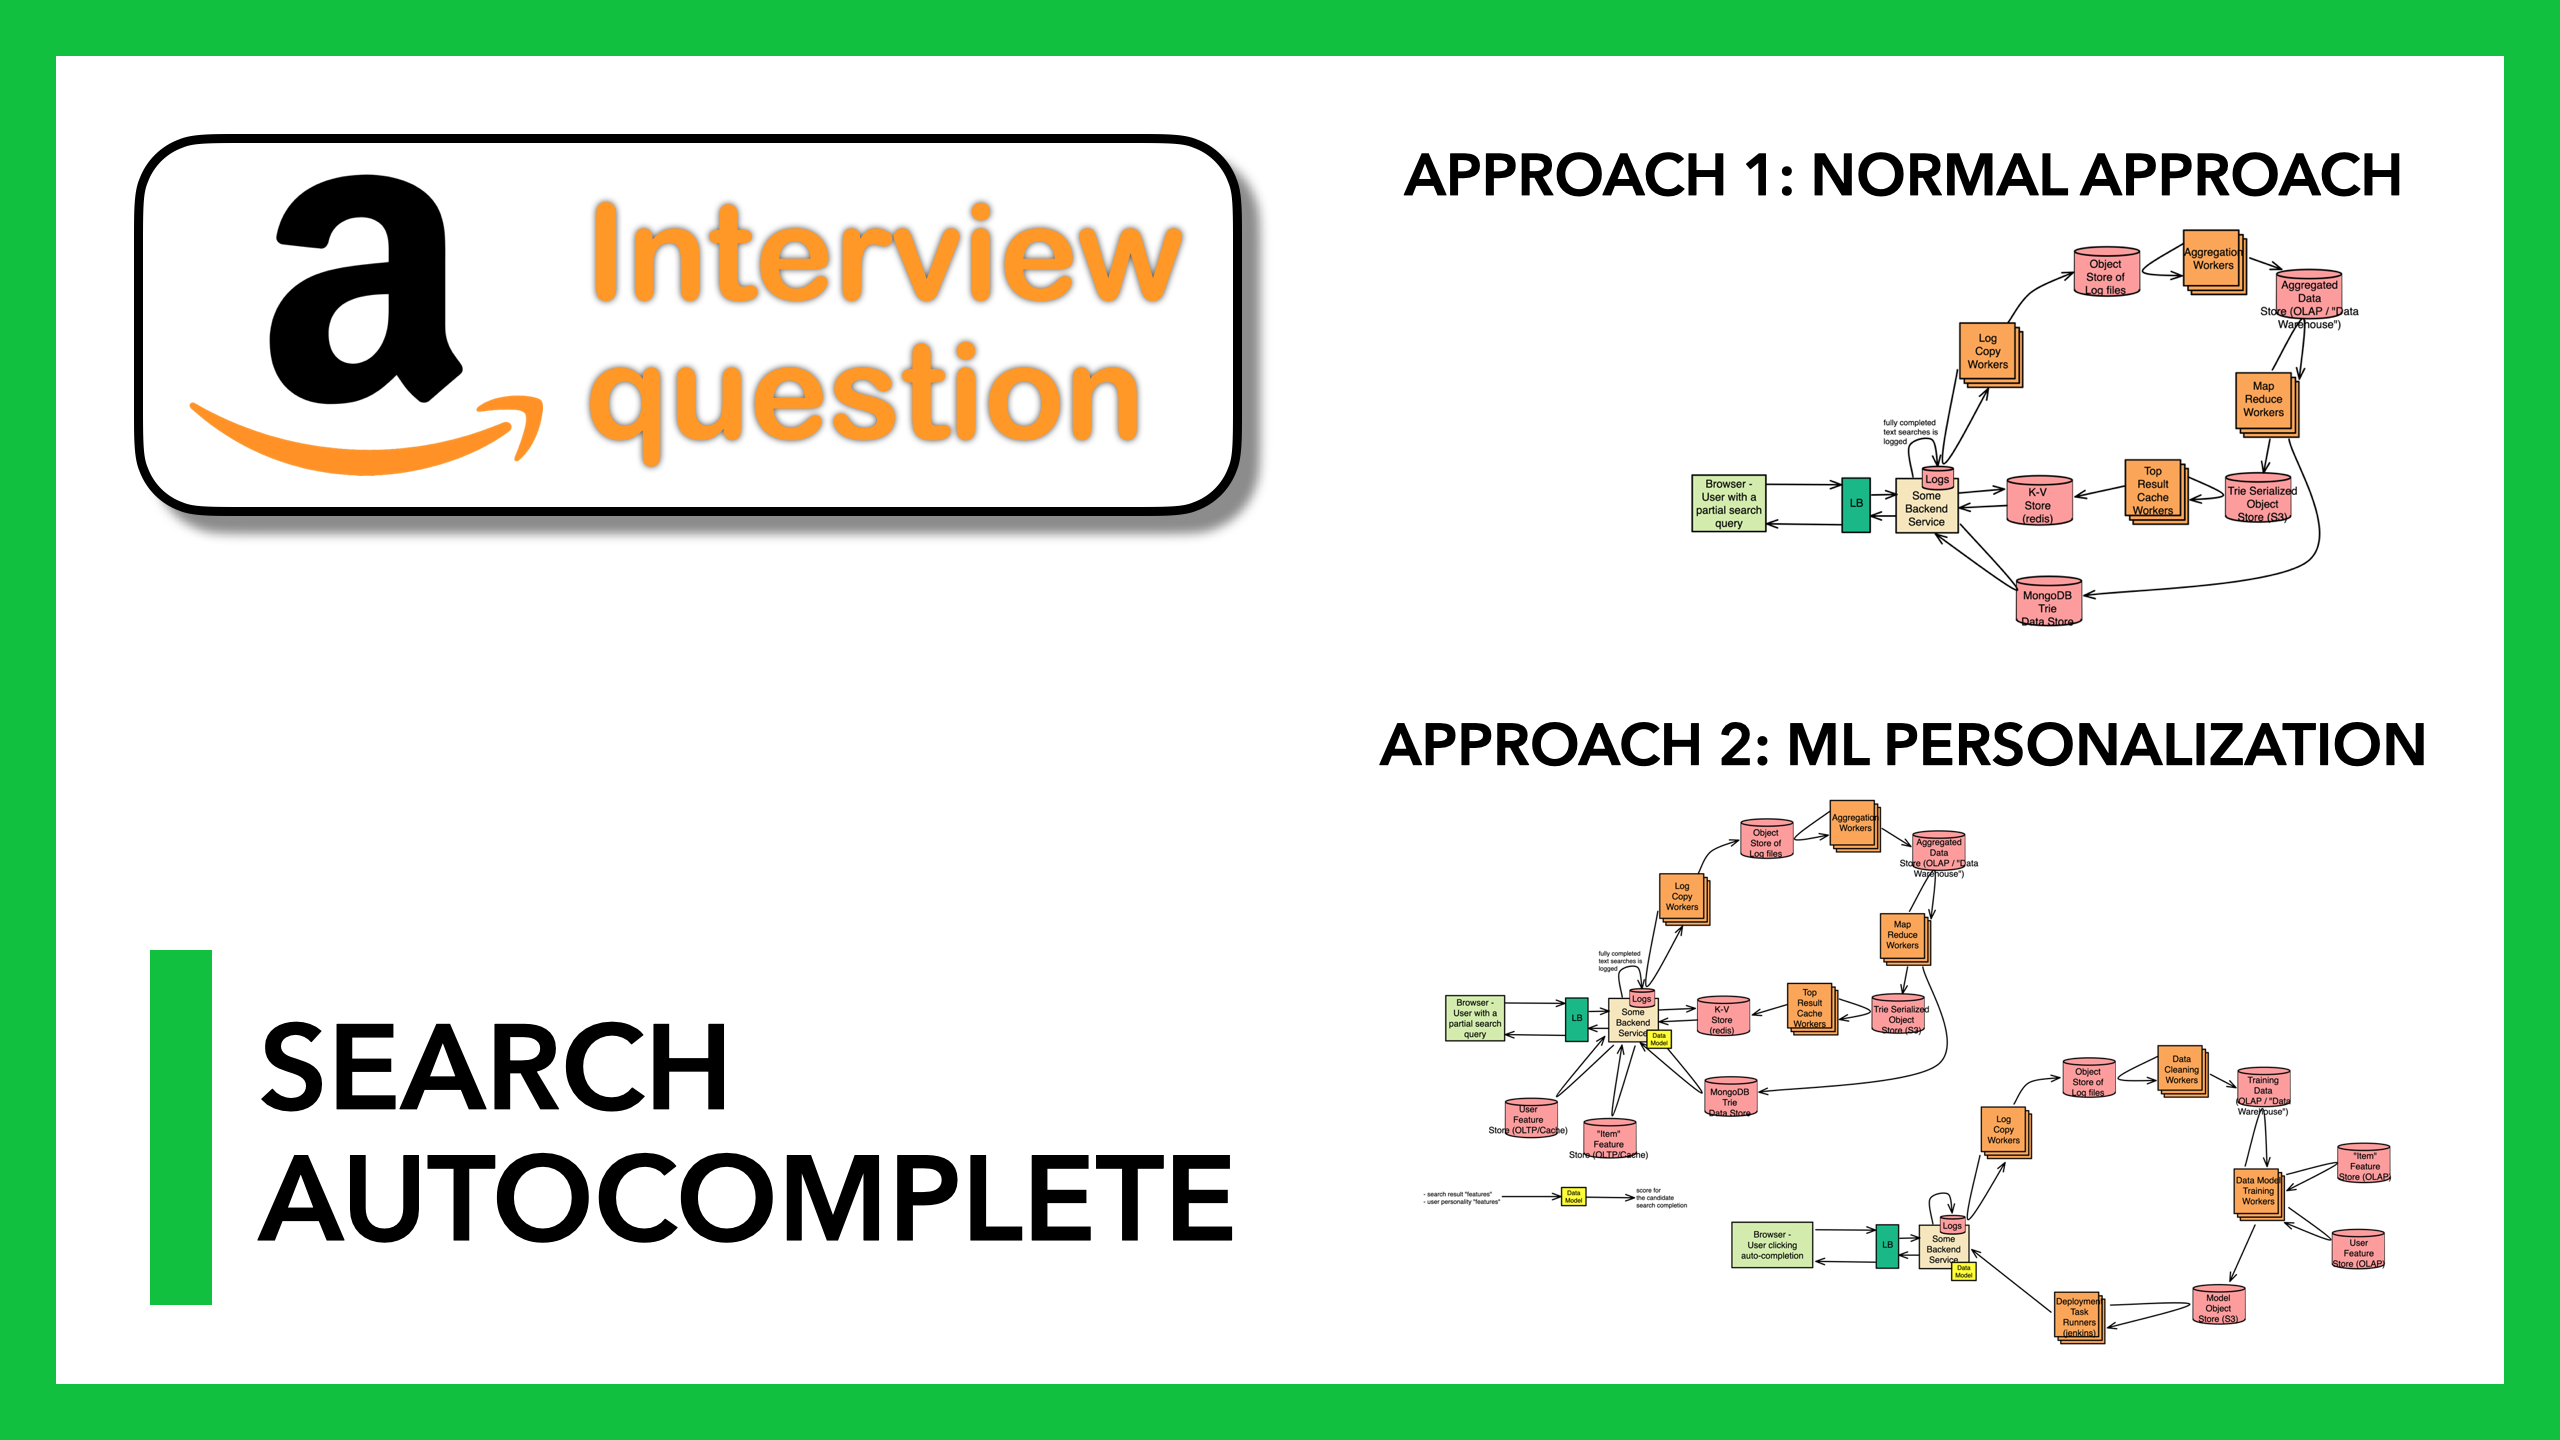 a
Interview
question
SEARCH
AUTOCOMPLETE
APPROACH 1: NORMAL APPROACH
Object
Store of
Log files
Aggregation
Workers
Aggregated
Data
Store (OLAP / "Data
Warehouse")
Log
Copy
Workers
Map
Reduce
Workers
fully completed
text searches is
logged
Logs
Browser -
User with a
partial search
query
LB
Some
Backend
Service
K-V
Store
(redis)
Top
Result
Cache
Workers
Trie Serialized
Object
Store (S3)
MongoDB
Trie
Data Store
APPROACH 2: ML PERSONALIZATION
Object
Store of
Log files
Aggregation
Workers
Aggregated
Data
Store (OLAP / "Data
Warehouse")
Log
Copy
Workers
Map
Reduce
Workers
fully completed
text searches is
logged
Logs
Browser -
User with a
partial search
query
LB
Some
Backend
Service
Data
Model
K-V
Store
(redis)
Top
Result
Cache
Workers
Trie Serialized
Object
Store (S3)
MongoDB
Trie
Data Store
User
Feature
Store (OLTP/Cache)
"Item"
Feature
Store (OLTP/Cache)
- search result "features"
- user personality "features"
Data
Model
score for
the candidate
search completion
Object
Store of
Log files
Data
Cleaning
Workers
Training
Data
(OLAP / "Data
Warehouse")
Log
Copy
Workers
"Item"
Feature
Store (OLAP)
Data Model
Training
Workers
User
Feature
Store (OLAP)
Logs
Browser -
User clicking
auto-completion
LB
Some
Backend
Service
Data
Model
Deployment
Task
Runners
(jenkins)
Model
Object
Store (S3)